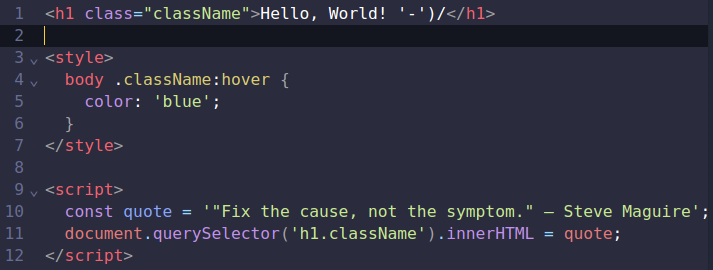 1 <h1 class="className">Hello, World! '-')/</h1>
2
3 <style>
4   body .className:hover {
5     color: 'blue';
6   }
7 </style>
8
9 <script>
10   const quote = '"Fix the cause, not the symptom." — Steve Maguire';
11   document.querySelector('h1.className').innerHTML = quote;
12 </script>